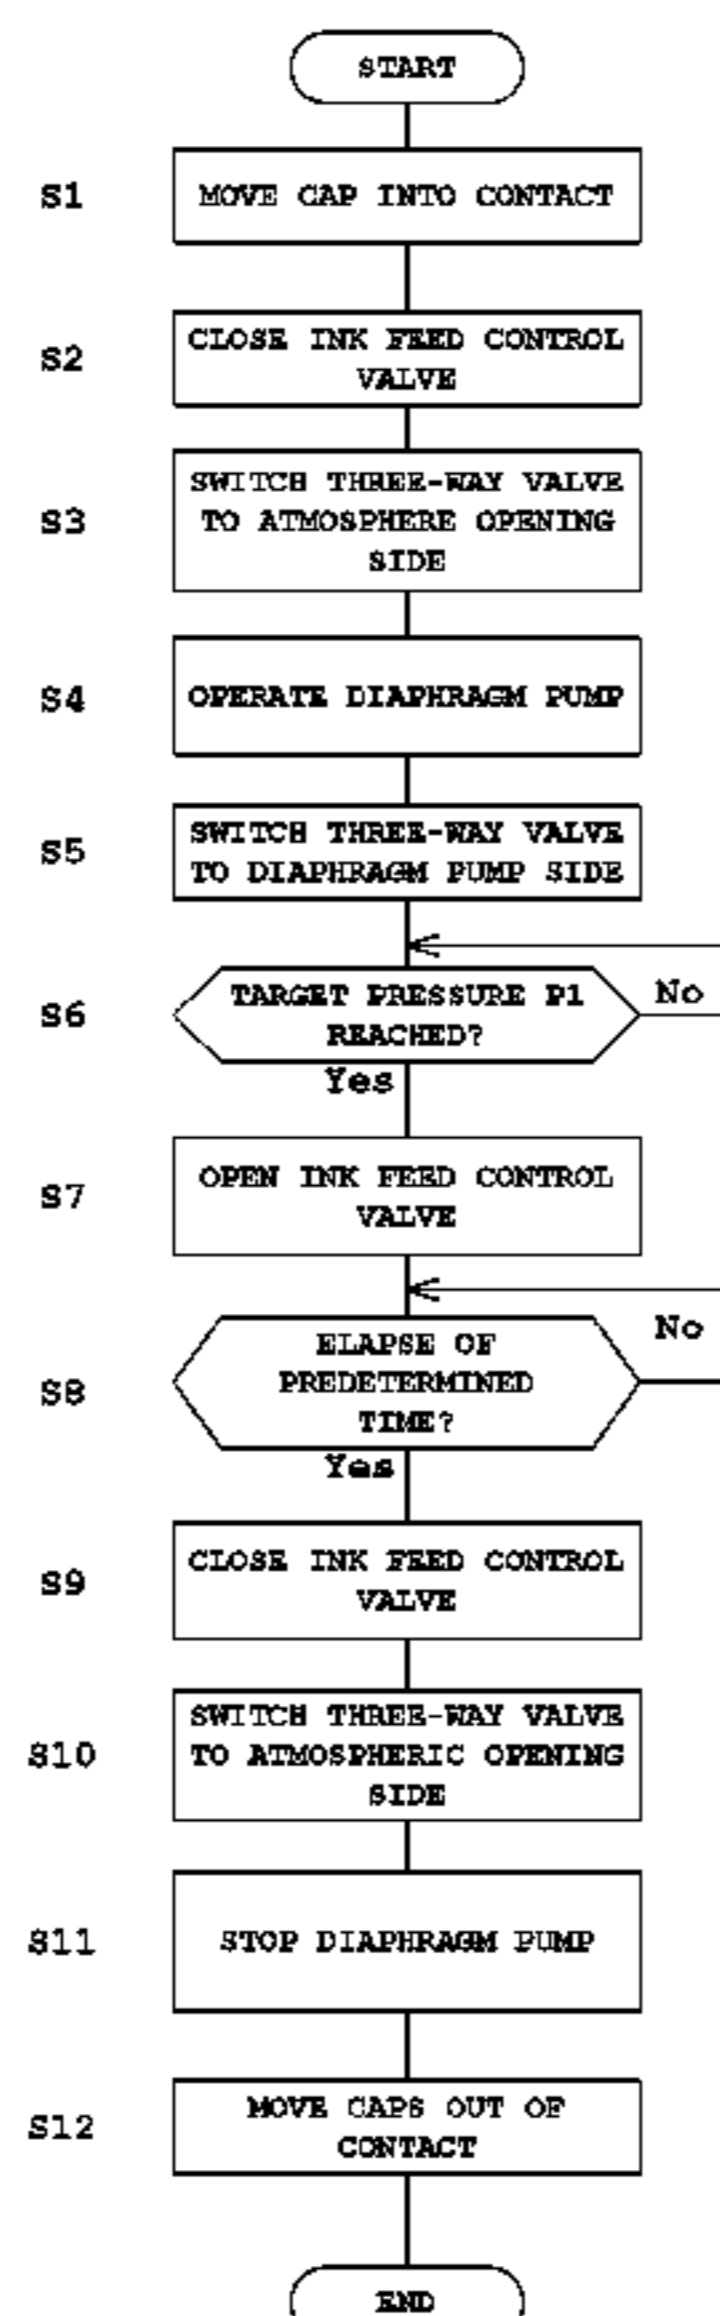 START
S1
MOVE CAP INTO CONTACT
S2
CLOSE INK FEED CONTROL
VALVE
S3
SWITCH THREE-WAY VALVE
TO ATMOSPHERE OPENING
SIDE
S4
OPERATE DIAPHRAGM PUMP
S5
SWITCH THREE-WAY VALVE
TO DIAPHRAGM PUMP SIDE
S6
TARGET PRESSURE P1
REACHED?
No
Yes
S7
OPEN INK FEED CONTROL
VALVE
S8
ELAPSE OF
PREDETERMINED
TIME?
No
Yes
S9
CLOSE INK FEED CONTROL
VALVE
S10
SWITCH THREE-WAY VALVE
TO ATMOSPHERIC OPENING
SIDE
S11
STOP DIAPHRAGM PUMP
S12
MOVE CAPS OUT OF
CONTACT
END